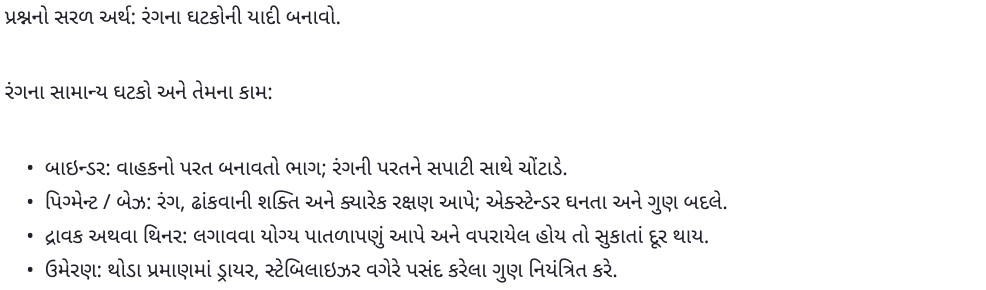 પ્રશ્નનો સરળ અર્થ: રંગના ઘટકોની યાદી બનાવો.
રંગના સામાન્ય ઘટકો અને તેમના કામ:
• બાઇન્ડર: વાહકનો પરત બનાવતો ભાગ; રંગની પરતને સપાટી સાથે ચોંટાડે.
• પિગ્મેન્ટ / બેઝ: રંગ, ઢાંકવાની શક્તિ અને ક્યારેક રક્ષણ આપે; એક્સ્ટેન્ડર ઘનતા અને ગુણ બદલે.
• દ્રાવક અથવા થિનર: લગાવવા યોગ્ય પાતળાપણું આપે અને વપરાયેલ હોય તો સુકાતાં દૂર થાય.
• ઉમેરણ: થોડા પ્રમાણમાં ડ્રાયર, સ્ટેબિલાઇઝર વગેરે પસંદ કરેલા ગુણ નિયંત્રિત કરે.